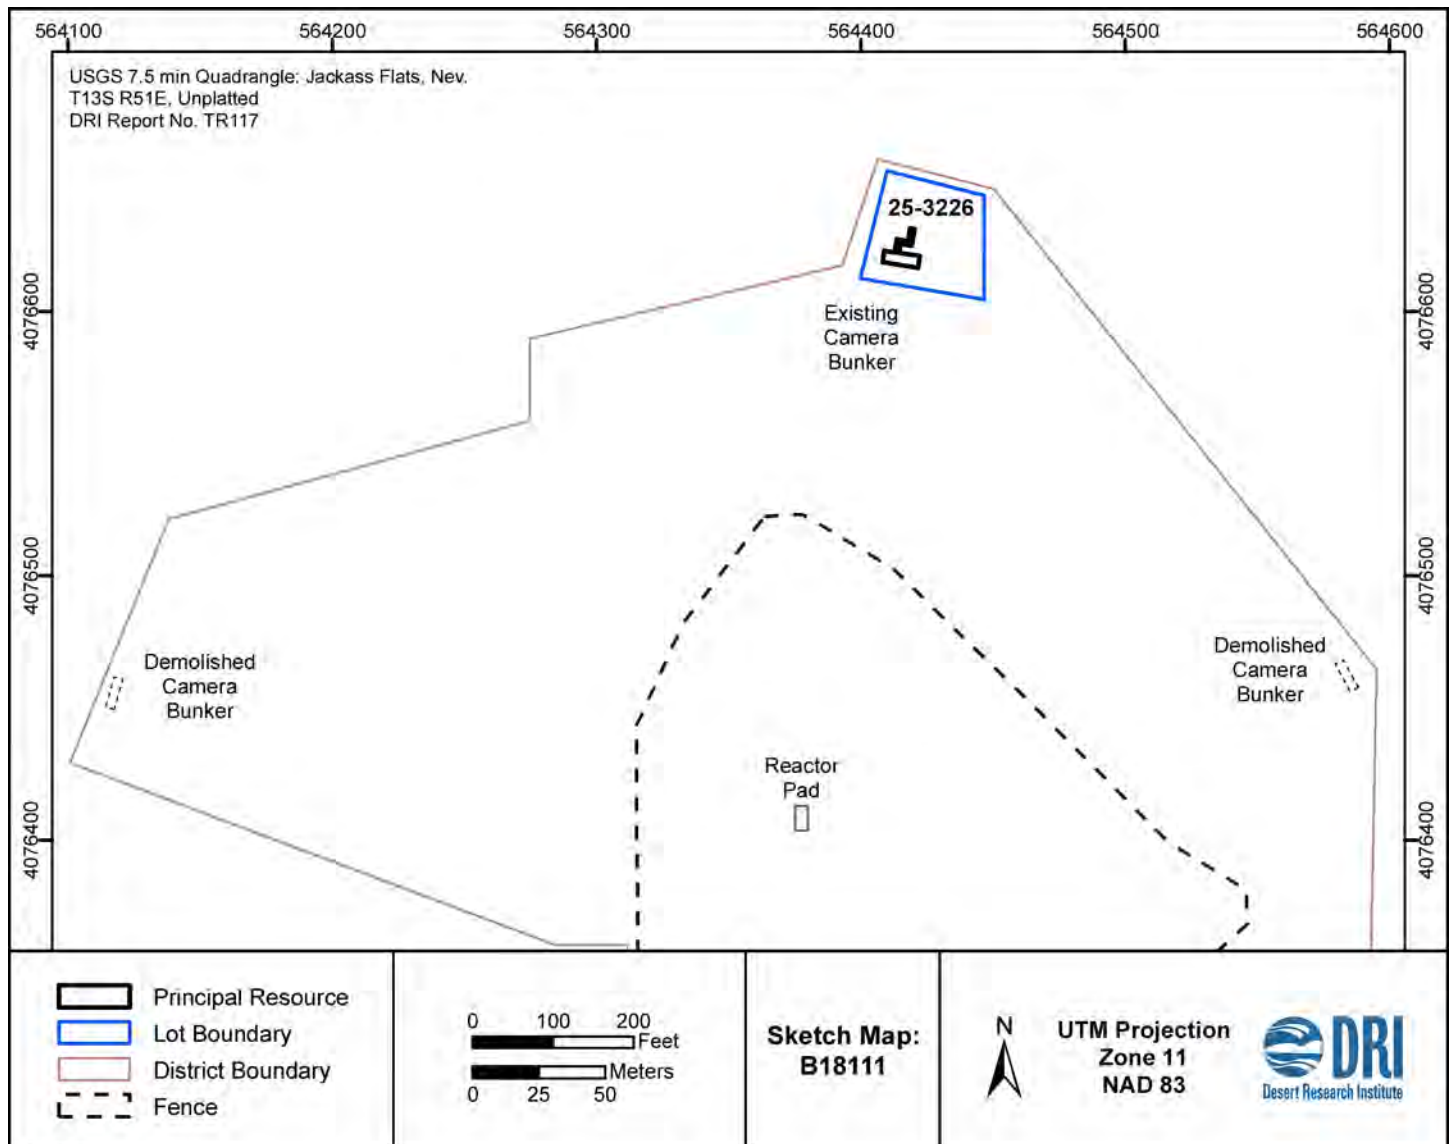 564100 564200 564300 564400 564500 564600
USGS 7.5 min Quadrangle: Jackass Flats, Nev.
T13S R51E, Unplatted
DRI Report No. TR117
25-3226
4076600
4076600
Existing
Camera
Bunker
4076500
4076500
Demolished
Camera
Bunker
Demolished
Camera
Bunker
Reactor
Pad
4076400
4076400
Principal Resource
Lot Boundary
District Boundary
Fence
0 100 200
Feet
Meters
0 25 50
Sketch Map:
B18111
N
UTM Projection
Zone 11
NAD 83
DRI
Desert Research Institute